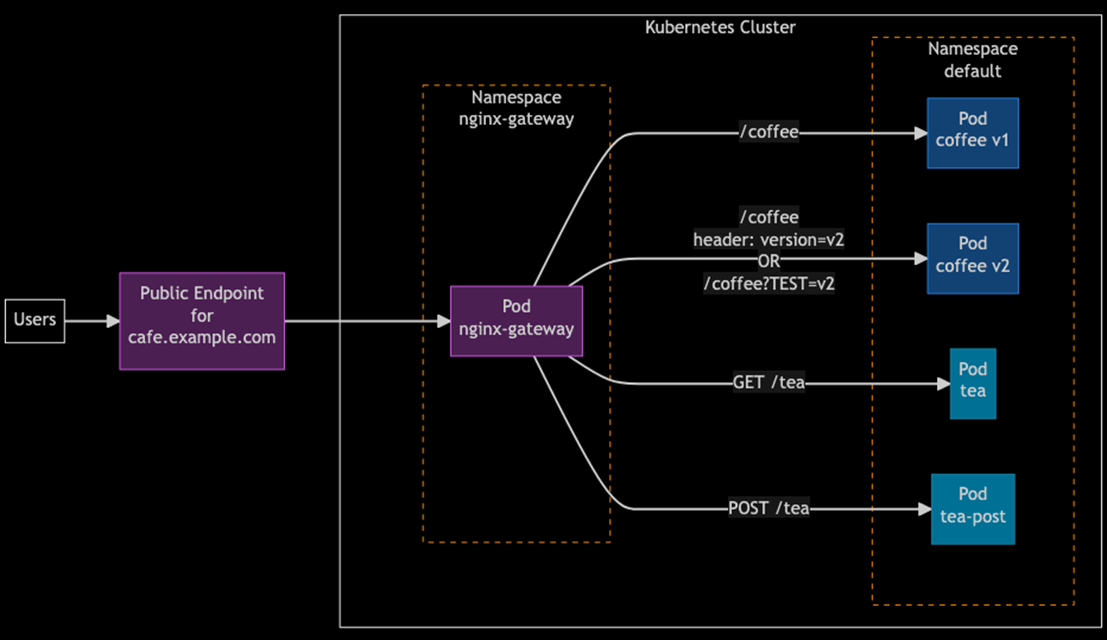 Kubernetes Cluster
Namespace
default
Namespace
nginx-gateway
Pod
coffee v1
/coffee
/coffee
header: version=v2
OR
/coffee?TEST=v2
Pod
coffee v2
Users
Public Endpoint
for
cafe.example.com
Pod
nginx-gateway
GET /tea
Pod
tea
POST /tea
Pod
tea-post